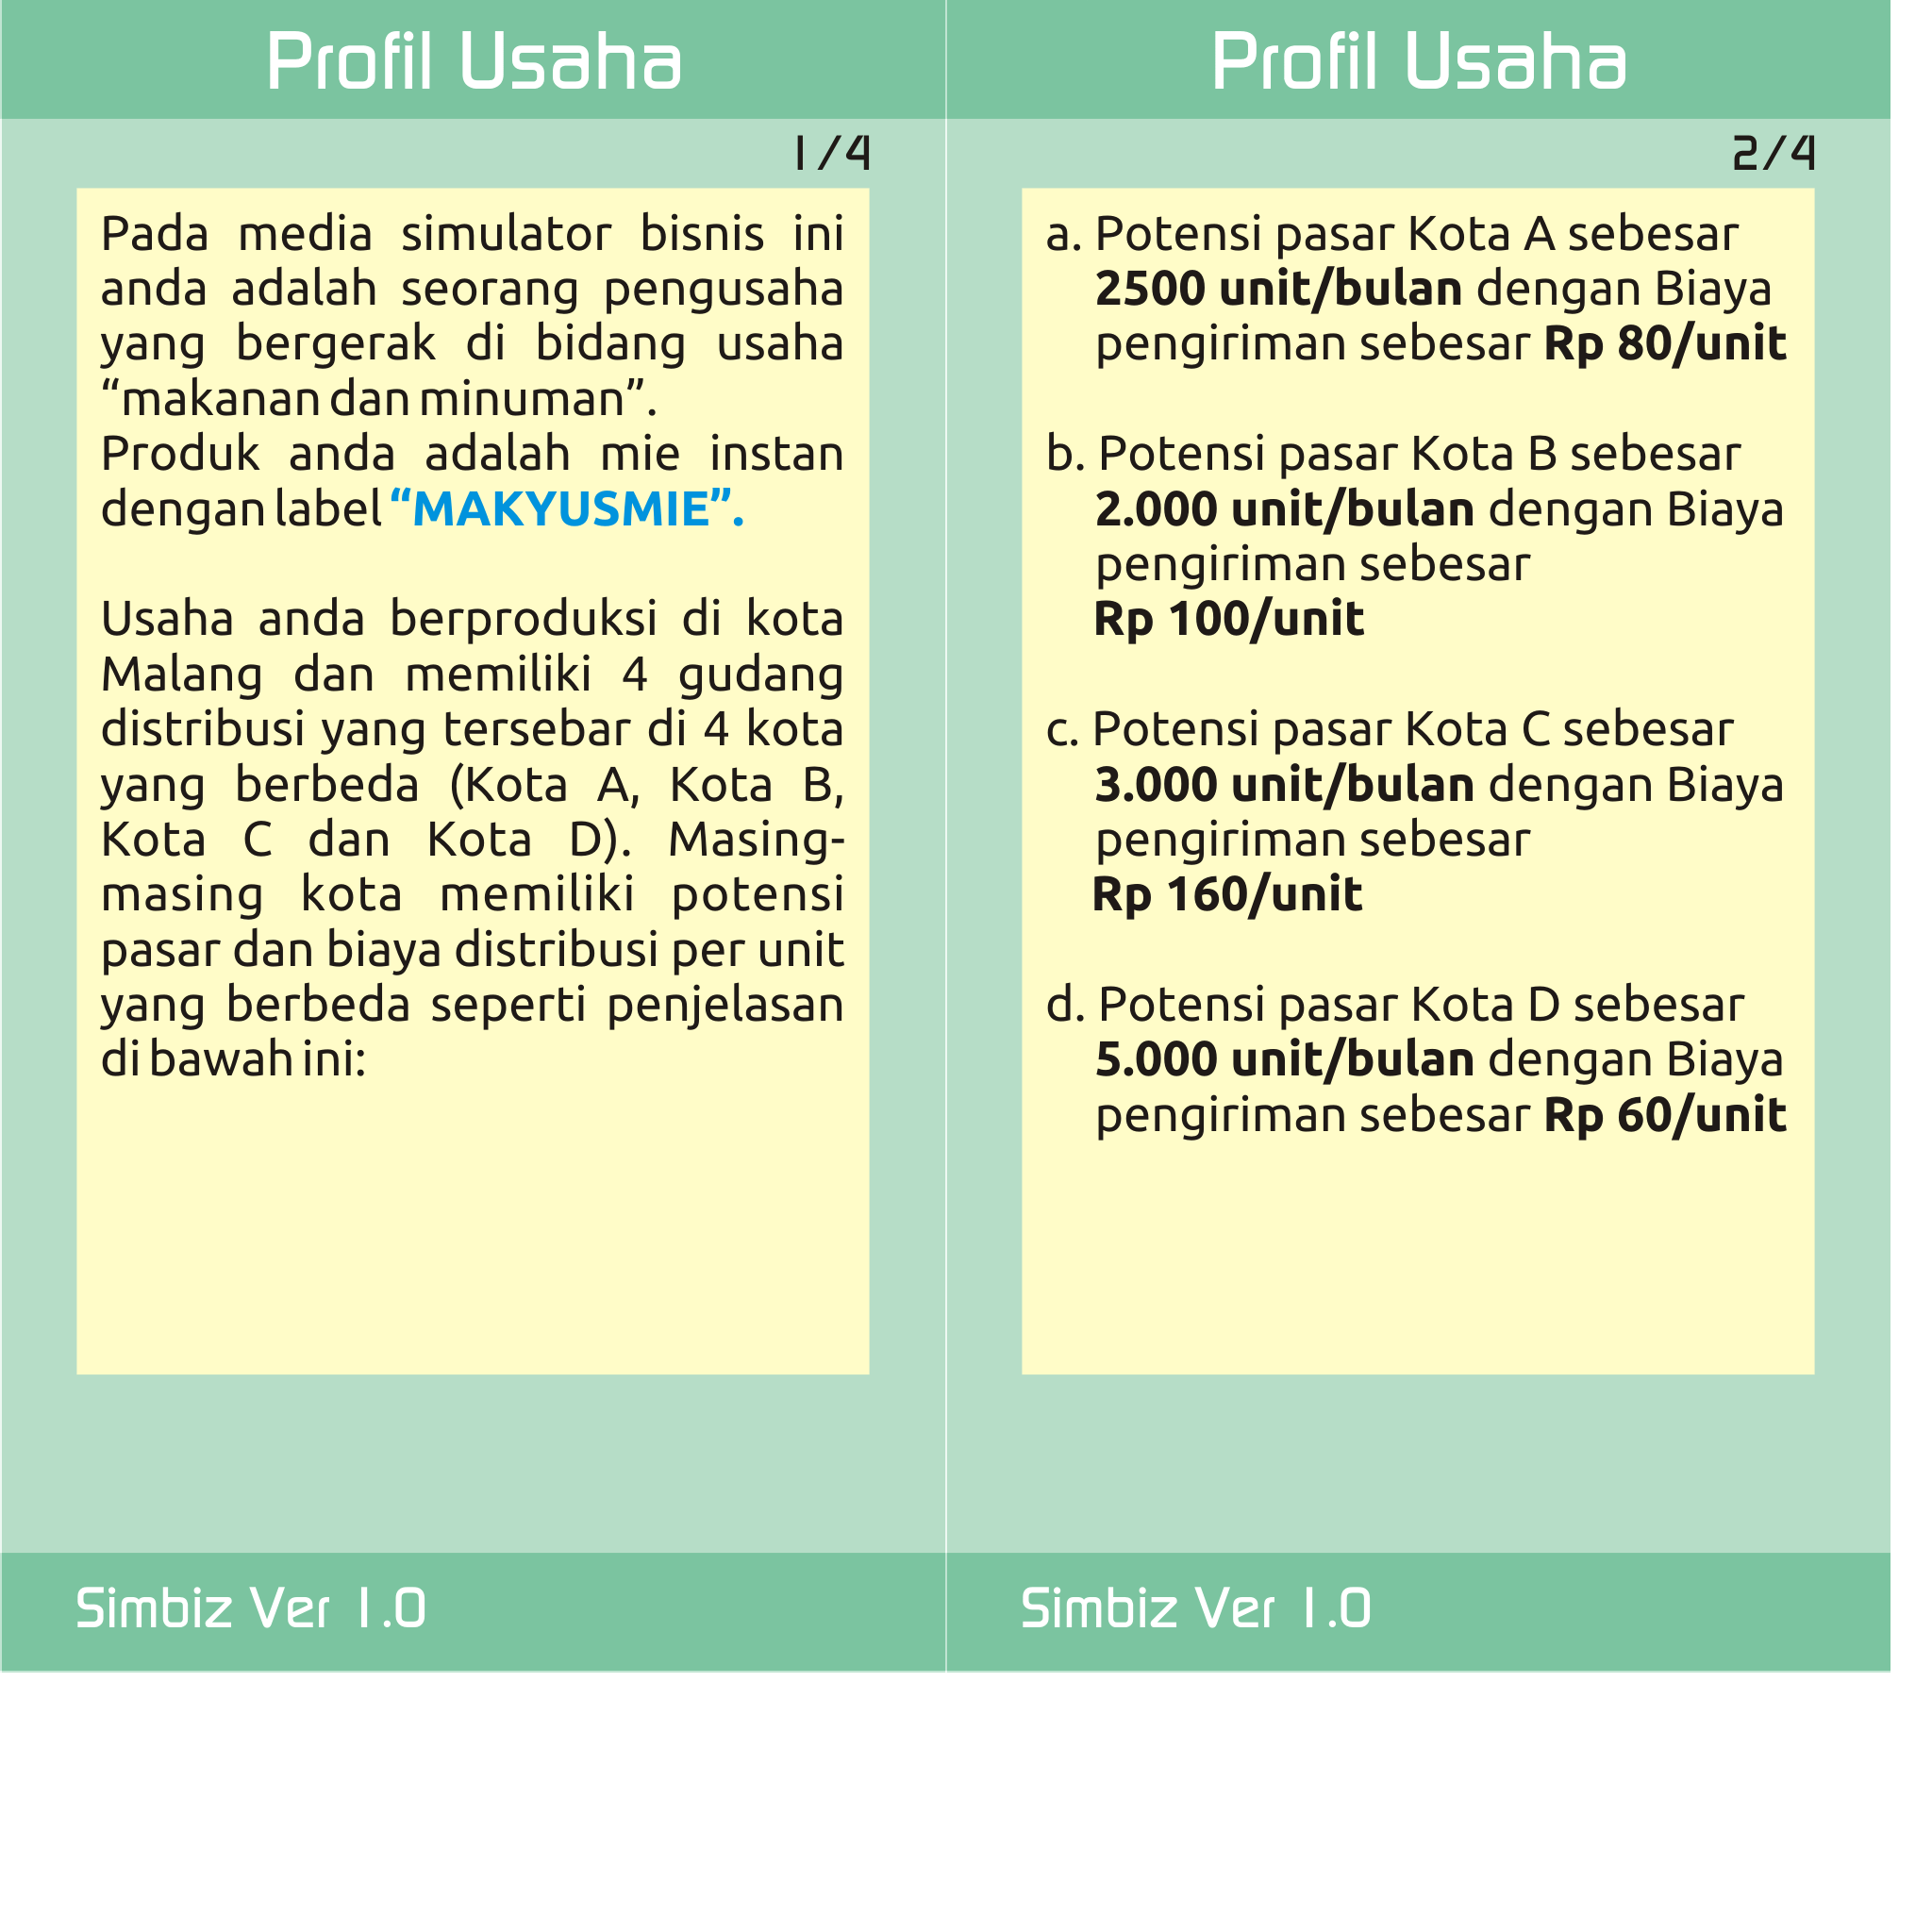 Profil Usaha
1/4
Pada media simulator bisnis ini
anda adalah seorang pengusaha
yang bergerak di bidang usaha
“makanan dan minuman”.
Produk anda adalah mie instan
dengan label “MAKYUSMIE”.
Usaha anda berproduksi di kota
Malang dan memiliki 4 gudang
distribusi yang tersebar di 4 kota
yang berbeda (Kota A, Kota B,
Kota C dan Kota D). Masing-
masing kota memiliki potensi
pasar dan biaya distribusi per unit
yang berbeda seperti penjelasan
di bawah ini:
Simbiz Ver 1.0
Profil Usaha
2/4
a. Potensi pasar Kota A sebesar
2500 unit/bulan dengan Biaya
pengiriman sebesar Rp 80/unit
b. Potensi pasar Kota B sebesar
2.000 unit/bulan dengan Biaya
pengiriman sebesar
Rp 100/unit
c. Potensi pasar Kota C sebesar
3.000 unit/bulan dengan Biaya
pengiriman sebesar
Rp 160/unit
d. Potensi pasar Kota D sebesar
5.000 unit/bulan dengan Biaya
pengiriman sebesar Rp 60/unit
Simbiz Ver 1.0